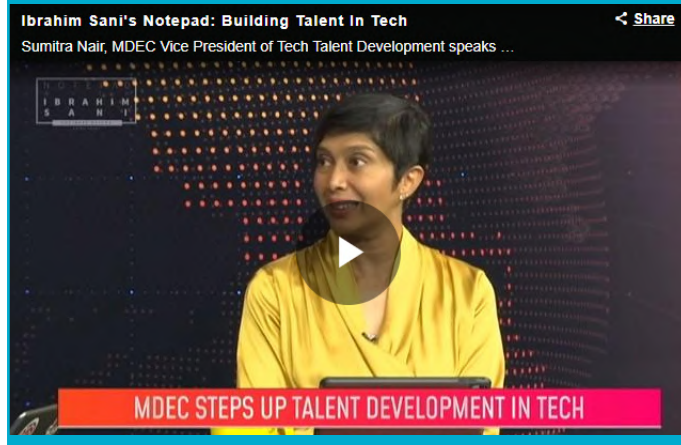 Ibrahim Sani's Notepad: Building Talent In Tech
Share
Sumitra Nair, MDEC Vice President of Tech Talent Development speaks ...
NOTEPAD
IBRAHIM
SANI
MDEC STEPS UP TALENT DEVELOPMENT IN TECH